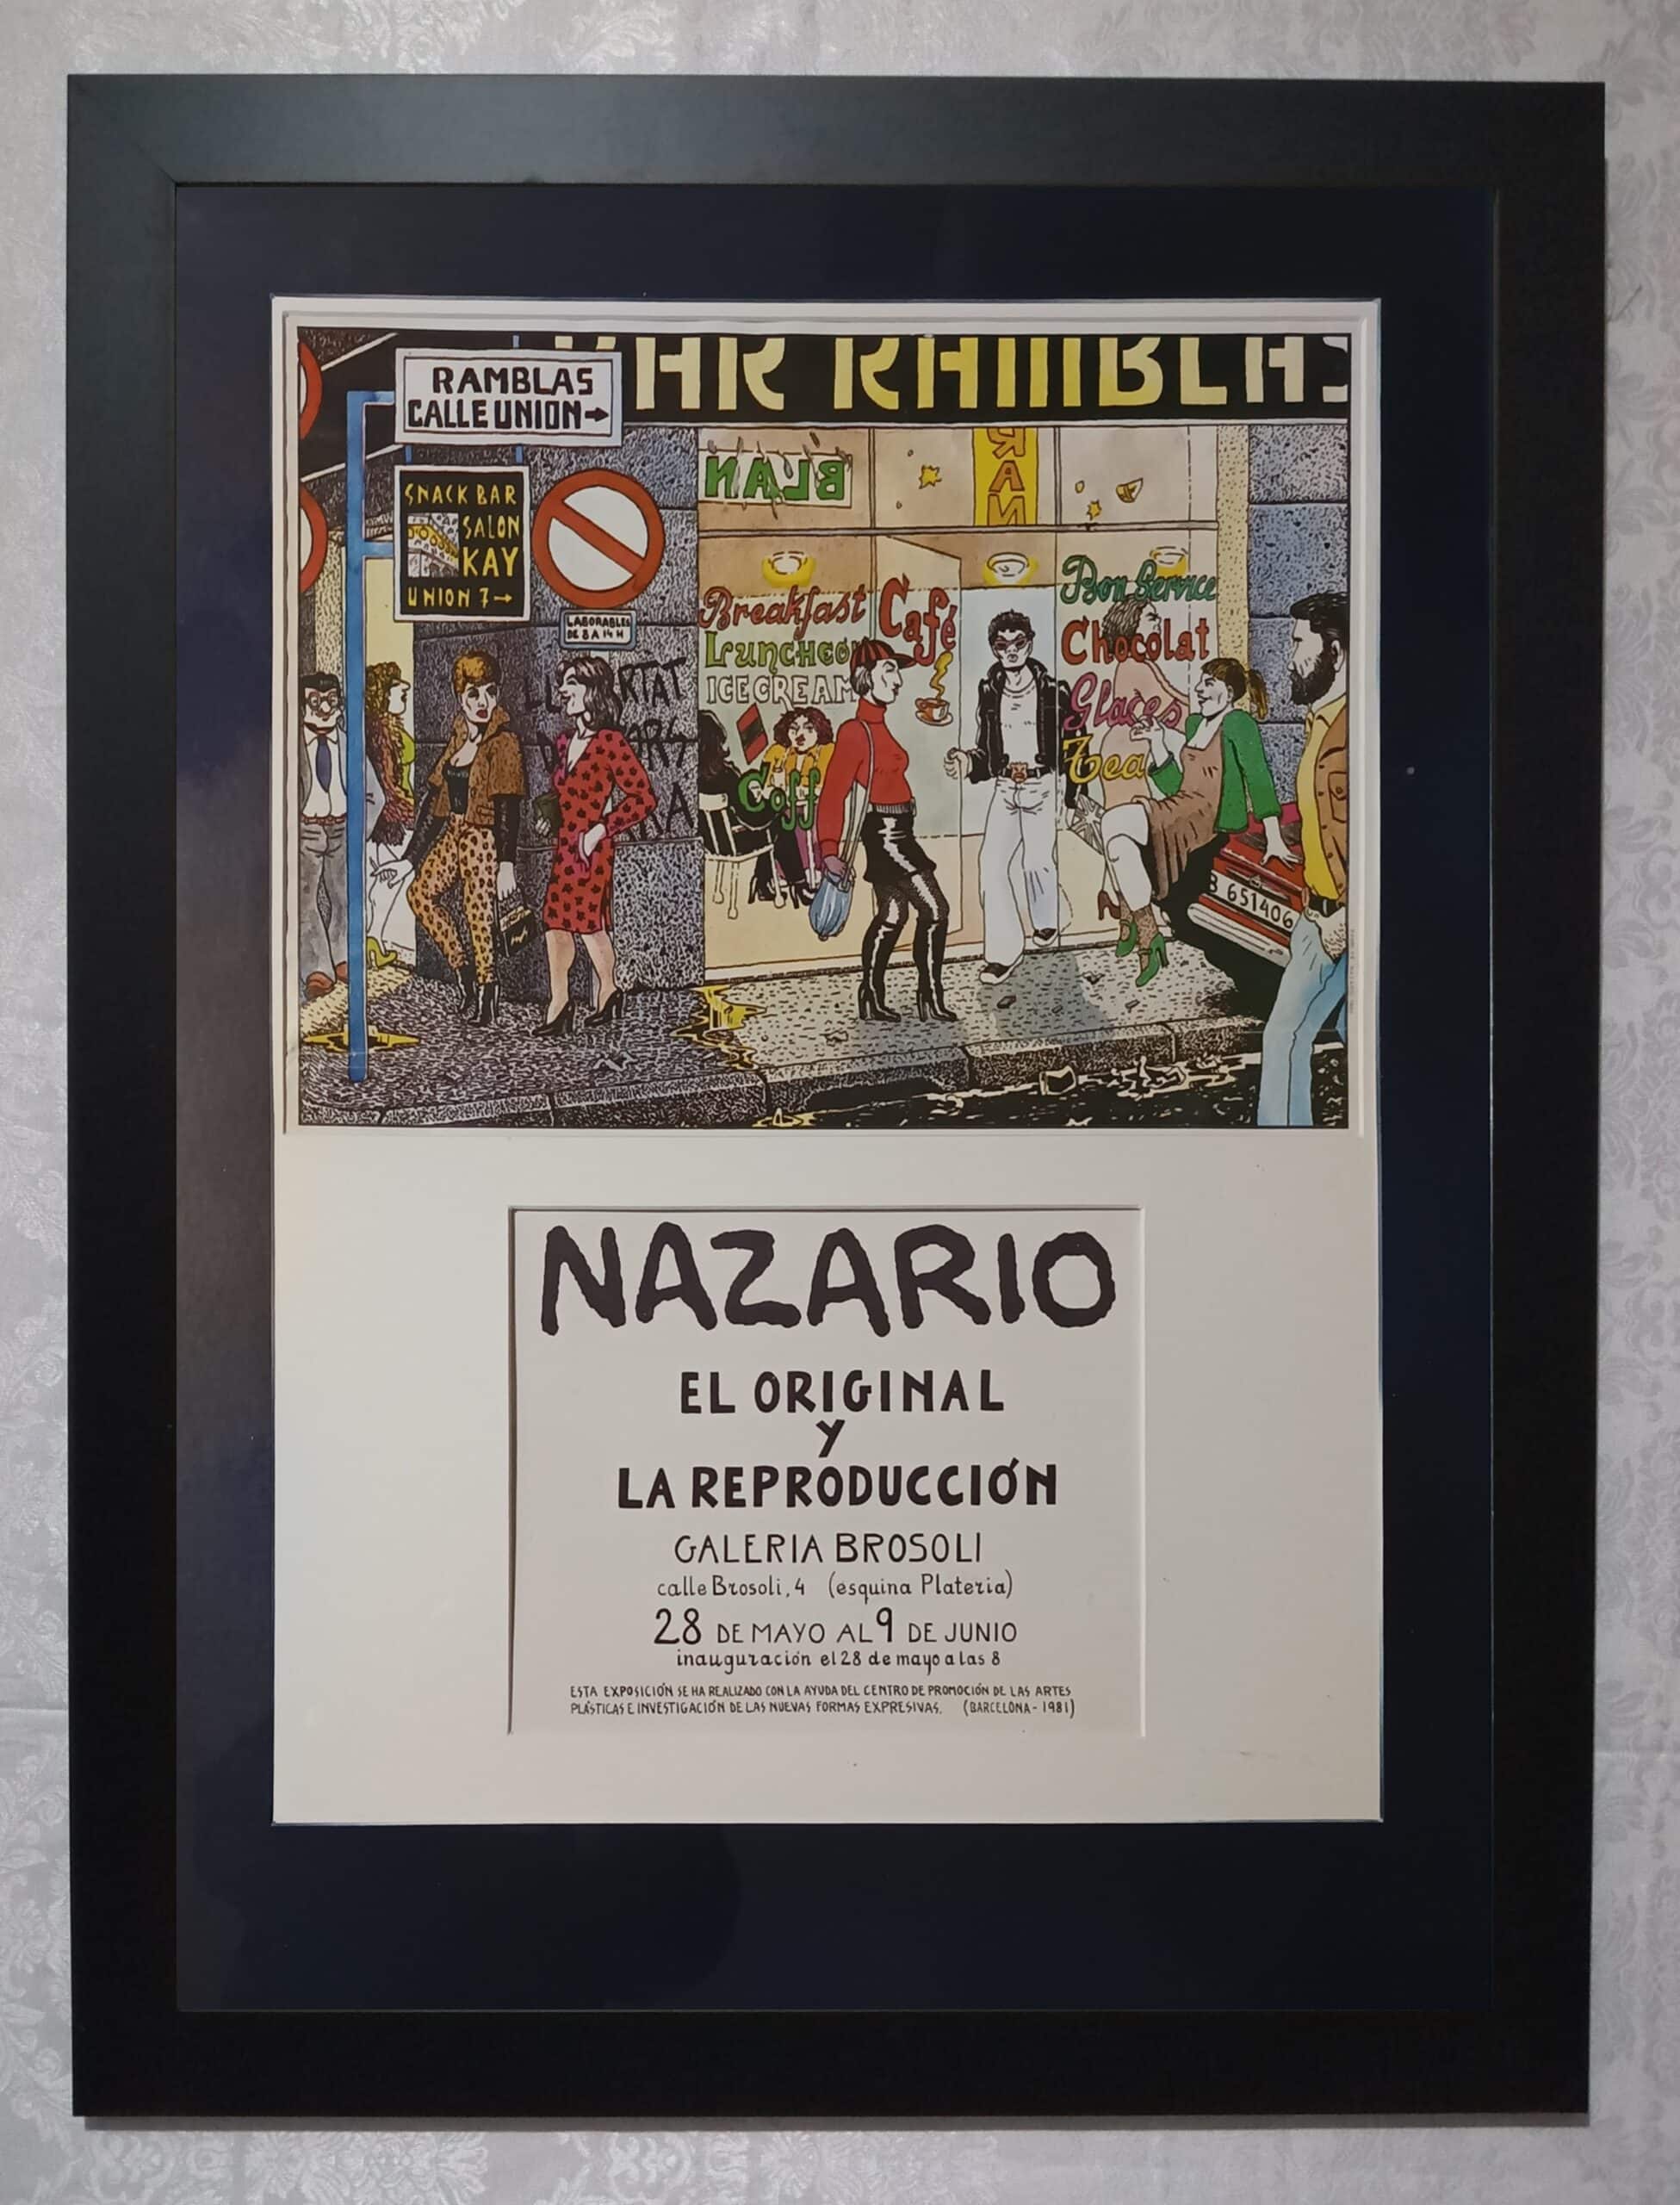 BAR RAMBLAS
RAMBLAS
CALLE UNION→
SNACK BAR
SALON
KAY
UNION 7→
LABORABLES
DE 8 A 14 H
BLAN
RAM
Breakfast
Luncheon
ICE CREAM
Coff
Café
Bon Service
Chocolat
Glaces
Tea
B 651406
NAZARIO
EL ORIGINAL
Y
LA REPRODUCCIÓN
GALERIA BROSOLI
calle Brosoli, 4 (esquina Plateria)
28 DE MAYO AL 9 DE JUNIO
inauguración el 28 de mayo a las 8
ESTA EXPOSICIÓN SE HA REALIZADO CON LA AYUDA DEL CENTRO DE PROMOCIÓN DE LAS ARTES
PLÁSTICAS E INVESTIGACIÓN DE LAS NUEVAS FORMAS EXPRESIVAS. (BARCELONA - 1981)